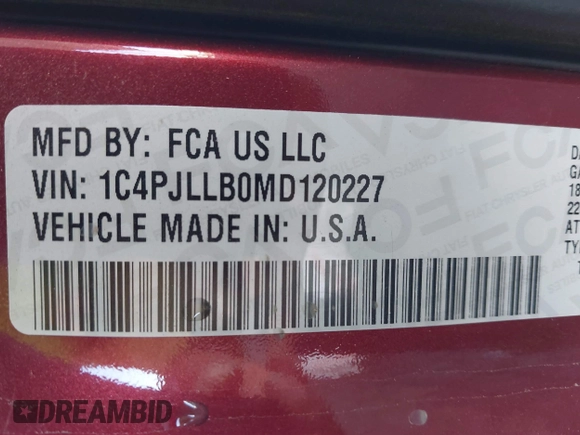 MFD BY: FCA US LLC
VIN: 1C4PJLLB0MD120227
VEHICLE MADE IN: U.S.A.
DREAMBID